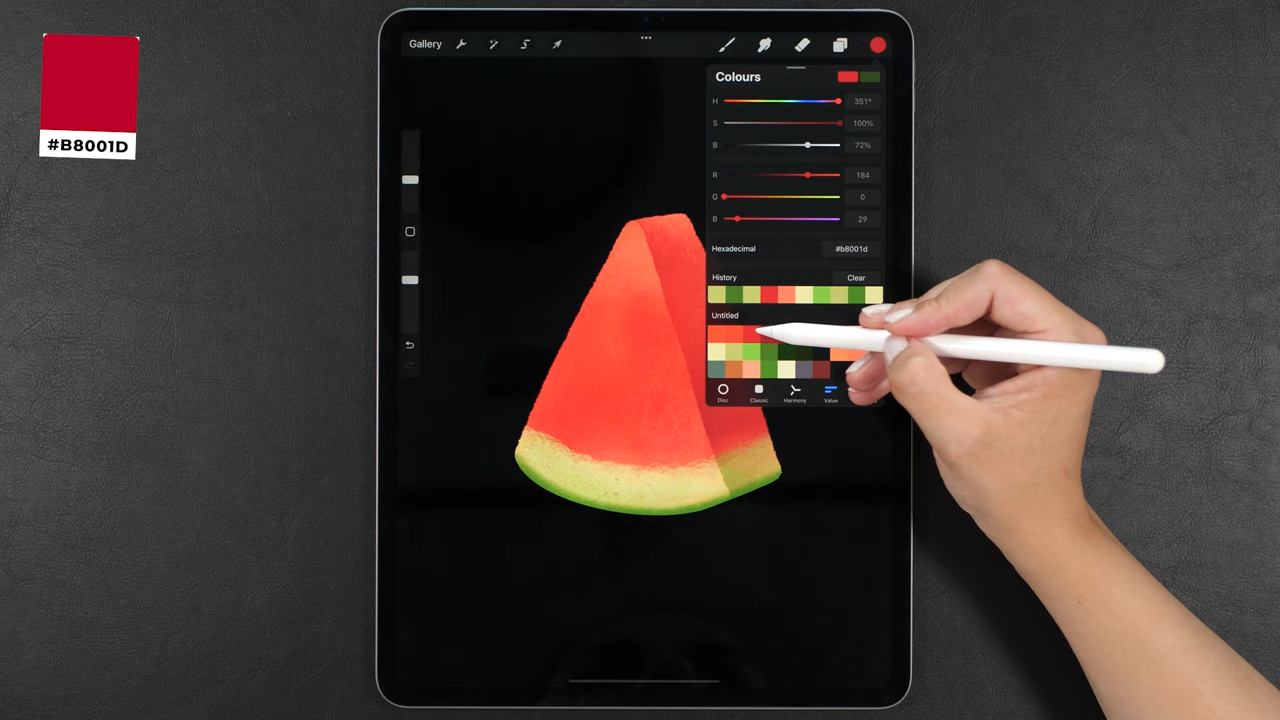 #B8001D
Gallery
Colours
H 351°
S 100%
B 72%
R 184
G 0
B 29
Hexadecimal #b8001d
History Clear
Untitled
Disc Classic Harmony Value